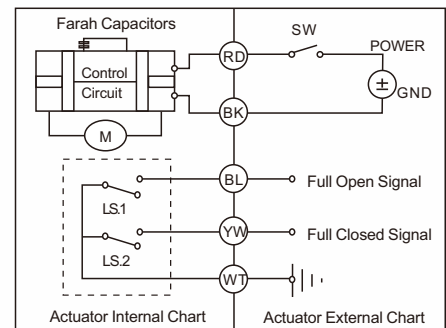 Farah Capacitors
SW
RD
POWER
Control
Circuit
±
GND
BK
M
BL
Full Open Signal
LS.1
YW
Full Closed Signal
LS.2
WT
Actuator Internal Chart
Actuator External Chart